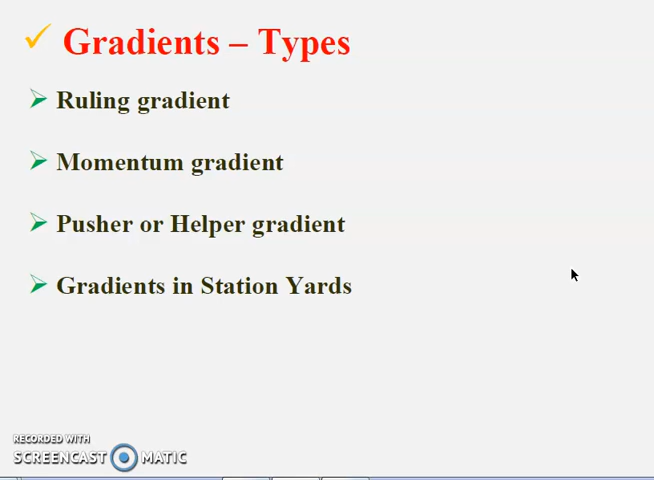 Gradients – Types
Ruling gradient
Momentum gradient
Pusher or Helper gradient
Gradients in Station Yards
RECORDED WITH
SCREENCAST MATIC